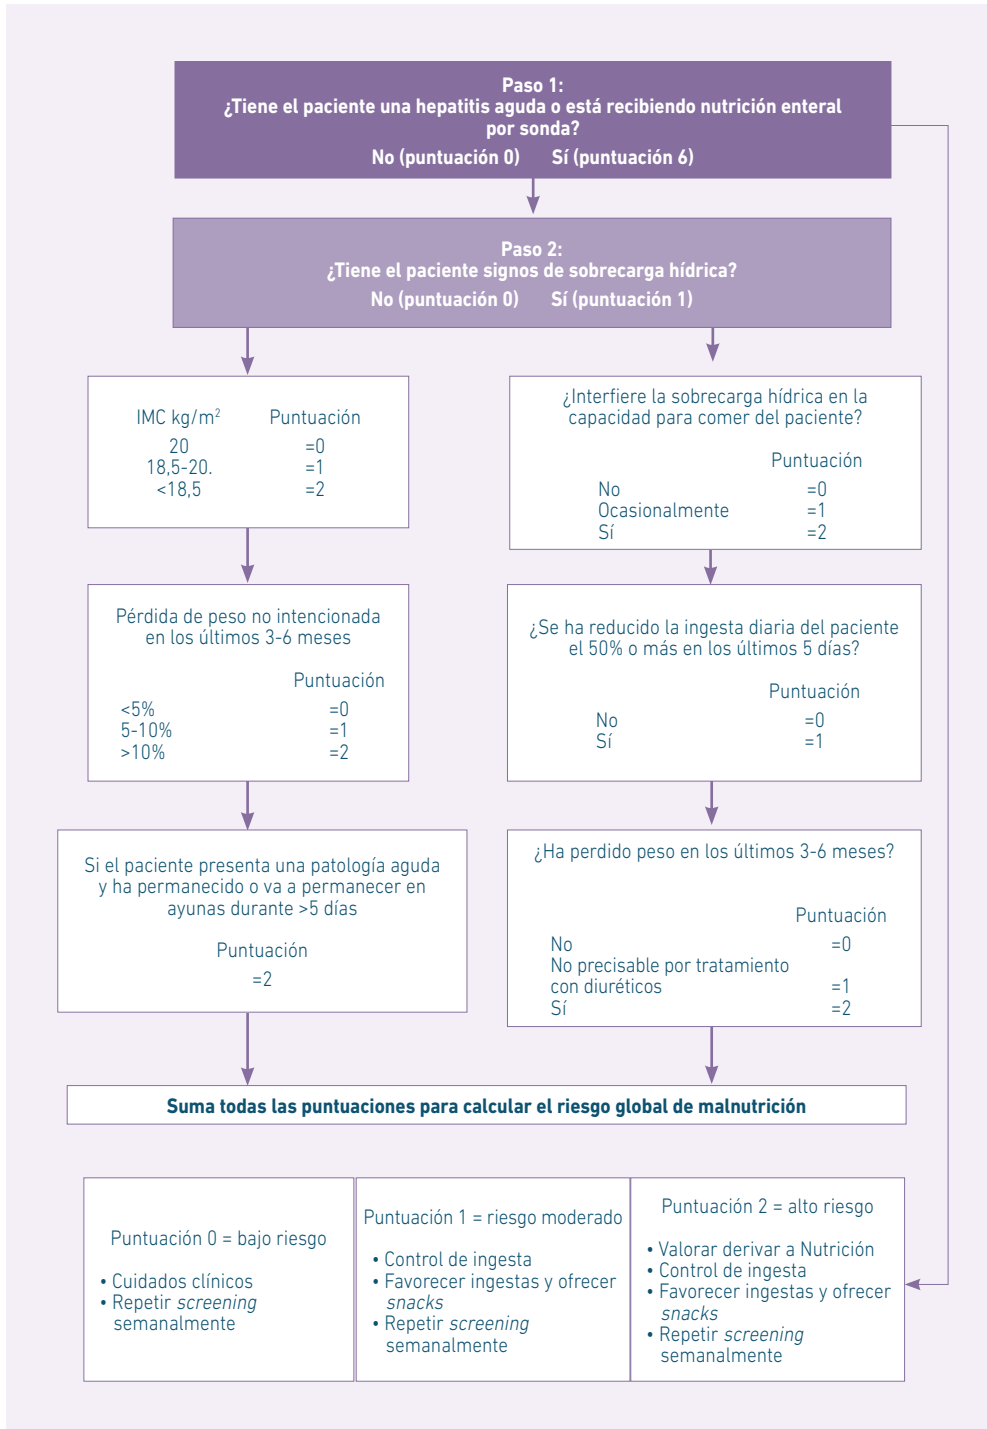 Paso 1:
¿Tiene el paciente una hepatitis aguda o está recibiendo nutrición enteral
por sonda?
No (puntuación 0) Sí (puntuación 6)
Paso 2:
¿Tiene el paciente signos de sobrecarga hídrica?
No (puntuación 0) Sí (puntuación 1)
IMC kg/m² Puntuación
20 =0
18,5-20. =1
<18,5 =2
Pérdida de peso no intencionada
en los últimos 3-6 meses
Puntuación
<5% =0
5-10% =1
>10% =2
Si el paciente presenta una patología aguda
y ha permanecido o va a permanecer en
ayunas durante >5 días
Puntuación
=2
¿Interfiere la sobrecarga hídrica en la
capacidad para comer del paciente?
Puntuación
No =0
Ocasionalmente =1
Sí =2
¿Se ha reducido la ingesta diaria del paciente
el 50% o más en los últimos 5 días?
Puntuación
No =0
Sí =1
¿Ha perdido peso en los últimos 3-6 meses?
Puntuación
No =0
No precisable por tratamiento
con diuréticos =1
Sí =2
Suma todas las puntuaciones para calcular el riesgo global de malnutrición
Puntuación 0 = bajo riesgo
• Cuidados clínicos
• Repetir screening
semanalmente
Puntuación 1 = riesgo moderado
• Control de ingesta
• Favorecer ingestas y ofrecer
snacks
• Repetir screening
semanalmente
Puntuación 2 = alto riesgo
• Valorar derivar a Nutrición
• Control de ingesta
• Favorecer ingestas y ofrecer
snacks
• Repetir screening
semanalmente